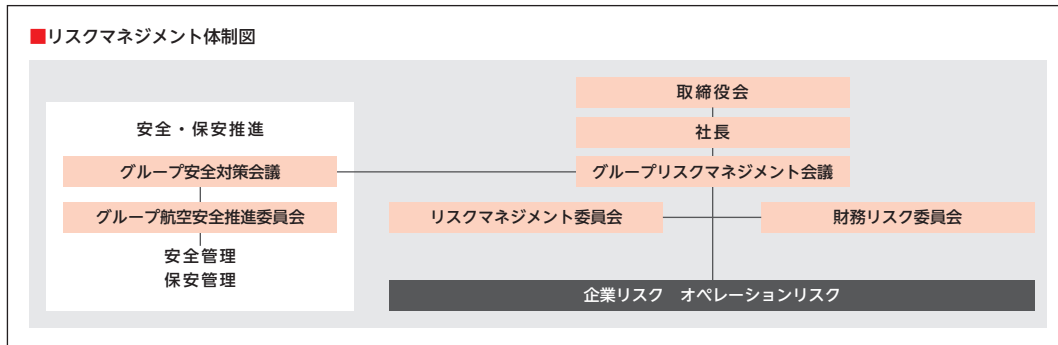 ■リスクマネジメント体制図
取締役会
社長
グループリスクマネジメント会議
リスクマネジメント委員会
財務リスク委員会
企業リスク　オペレーションリスク
安全・保安推進
グループ安全対策会議
グループ航空安全推進委員会
安全管理
保安管理